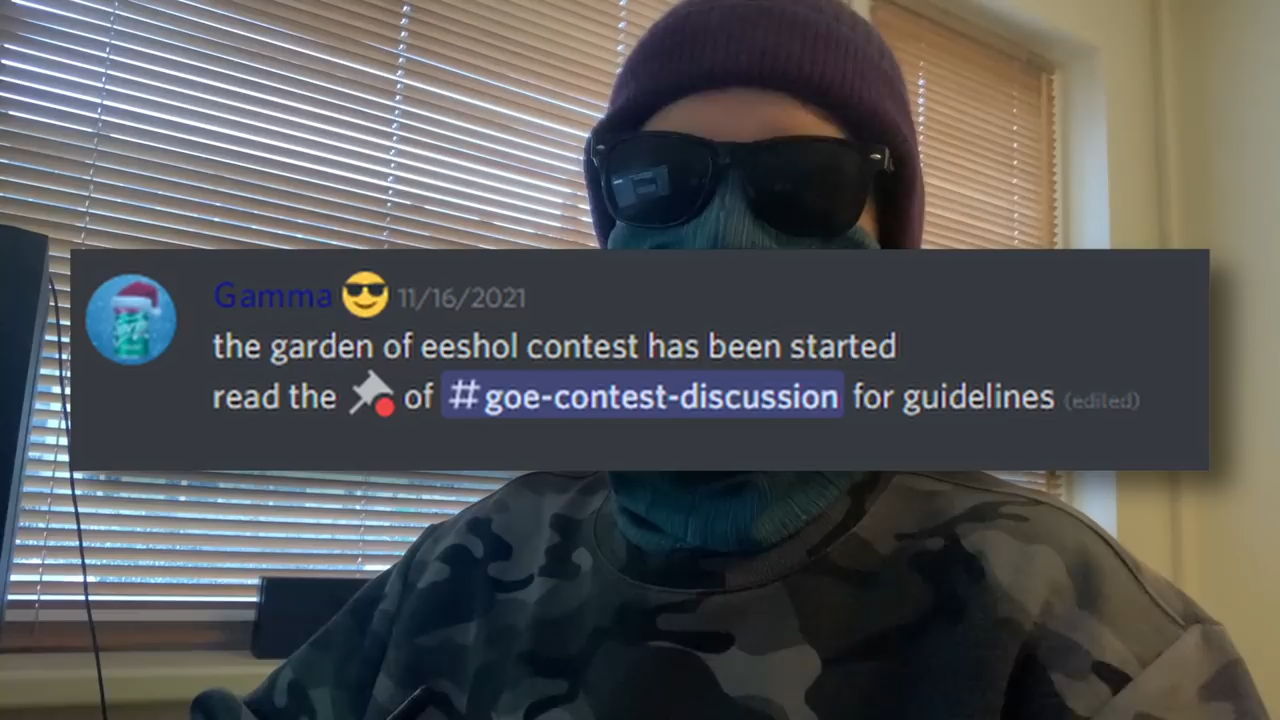 Gamma 😎 11/16/2021
the garden of eeshol contest has been started
read the 📌 of #goe-contest-discussion for guidelines (edited)